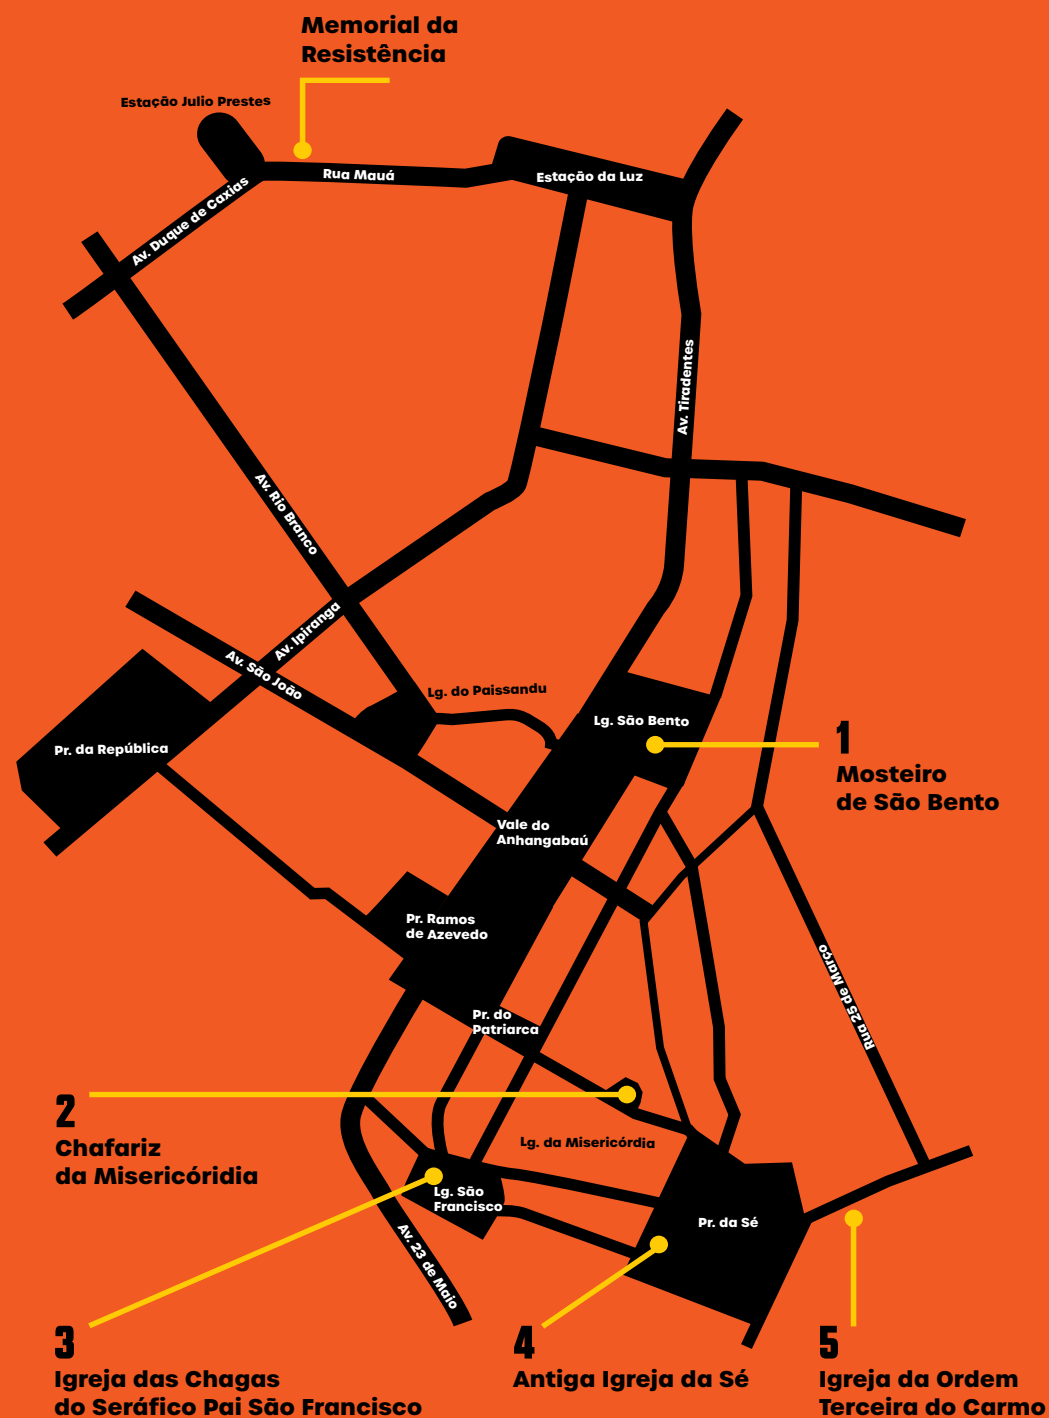 Memorial da
Resistência
Estação Julio Prestes
Rua Mauá
Estação da Luz
Av. Duque de Caxias
Av. Tiradentes
Av. Rio Branco
Av. Ipiranga
Av. São João
Lg. do Paissandu
Lg. São Bento
1
Mosteiro
de São Bento
Pr. da República
Vale do
Anhangabaú
Pr. Ramos
de Azevedo
Rua 25 de Março
Pr. do
Patriarca
2
Chafariz
da Misericóridia
Lg. da Misericórdia
Lg. São
Francisco
Pr. da Sé
Av. 23 de Maio
3
Igreja das Chagas
do Seráfico Pai São Francisco
4
Antiga Igreja da Sé
5
Igreja da Ordem
Terceira do Carmo